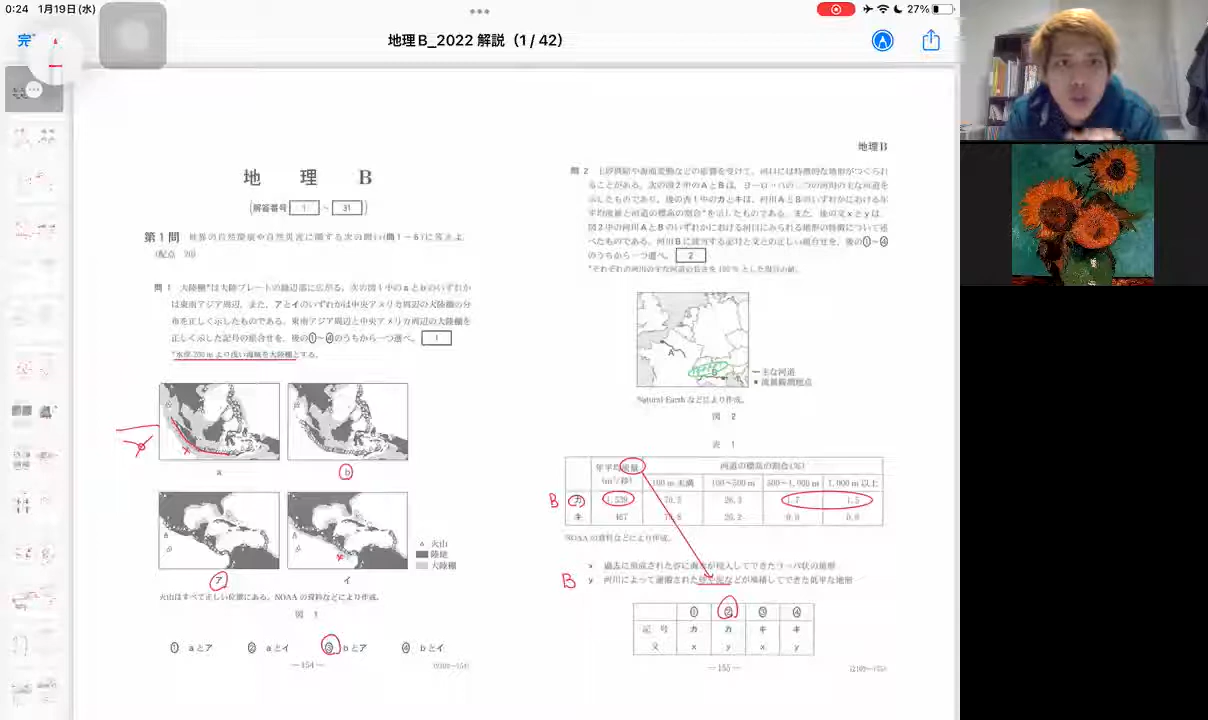 0:24 1月19日(水)
27%
完
地理B_2022 解説（1 / 42）
地理B
地 理 B
(解答番号 1 ~ 31)
第1問 世界の自然環境や自然災害に関する次の問い(問1～6)に答えよ。
(配点 20)
問1 大陸棚*は大陸プレートの縁辺部に広がる。次の図1中のaとbのいずれか
は東南アジア周辺，また，アとイのいずれかは中央アメリカ周辺の大陸棚の分
布を正しく示したものである。東南アジア周辺と中央アメリカ周辺の大陸棚を
正しく示した記号の組合せを，後の①～④のうちから一つ選べ。 1
*水深200mより浅い海域を大陸棚とする。
a b
ア イ
火山
陸地
大陸棚
火山はすべて正しい位置にある。NOAAの資料などにより作成。
図 1
① aとア ② aとイ ③ bとア ④ bとイ
—154—
問2 土砂供給や海面変動などの影響を受けて，河口には特徴的な地形がつくられ
ることがある。次の図2中のAとBは，ヨーロッパの二つの河川の主な河道を
示したものであり，後の表1中のカとキは，河川AとBのいずれかにおける年
平均流量と河道の標高の割合*を示したものである。また，後の文xとyは，
図2中の河川AとBのいずれかにおける河口にみられる地形の特徴について述
べたものである。河川Bに該当する記号と文との正しい組合せを，後の①～④
のうちから一つ選べ。 2
*それぞれの河川の主な河道の長さを100%とした場合の値。
A
B
主な河道
流量観測地点
Natural Earthなどにより作成。
図 2
表 1
年平均流量 (m³/秒) 河道の標高の割合(%)
100 m 未満 100～500 m 500～1,000 m 1,000 m 以上
B カ 1,539 70.5 26.3 1.7 1.5
キ 467 79.8 20.2 0.0 0.0
NOAAの資料などにより作成。
x 過去に形成された谷に海水が侵入してできたラッパ状の地形
B y 河川によって運搬された砂や泥などが堆積してできた低平な地形
① ② ③ ④
記 号 カ カ キ キ
文 x y x y
—155—